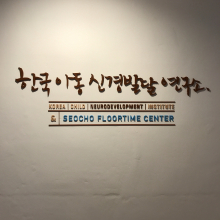 한국 아동 신경발달 연구소.
KOREA | CHILD | NEURODEVELOPMENT | INSTITUTE
& | SEOCHO FLOORTIME CENTER